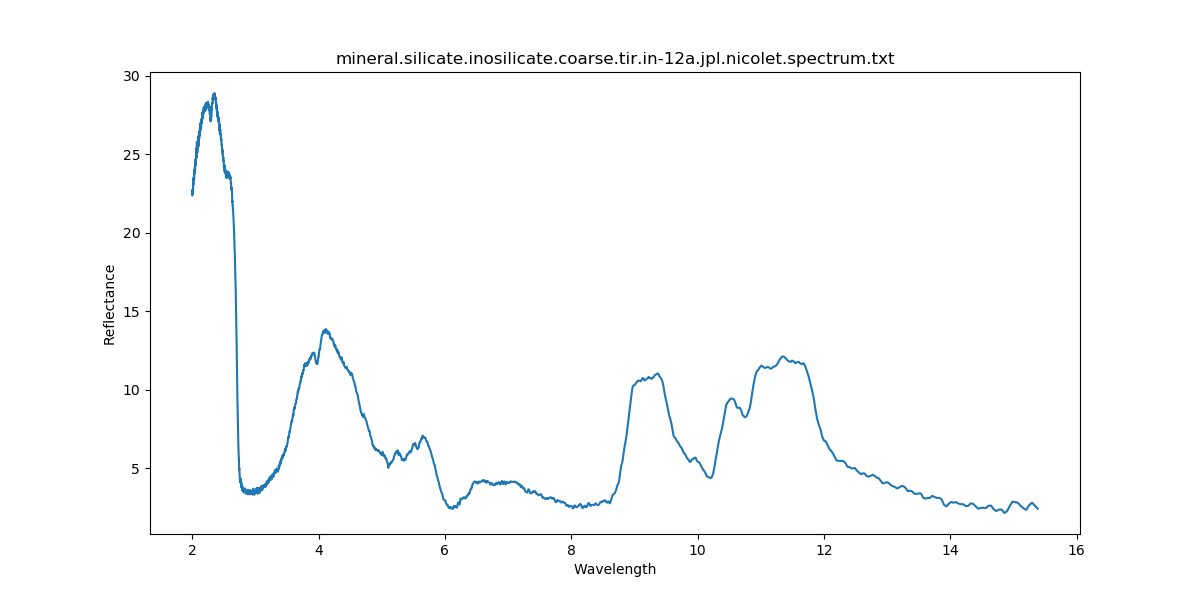 mineral.silicate.inosilicate.coarse.tir.in-12a.jpl.nicolet.spectrum.txt
30
25
20
15
10
5
Reflectance
2 4 6 8 10 12 14 16
Wavelength